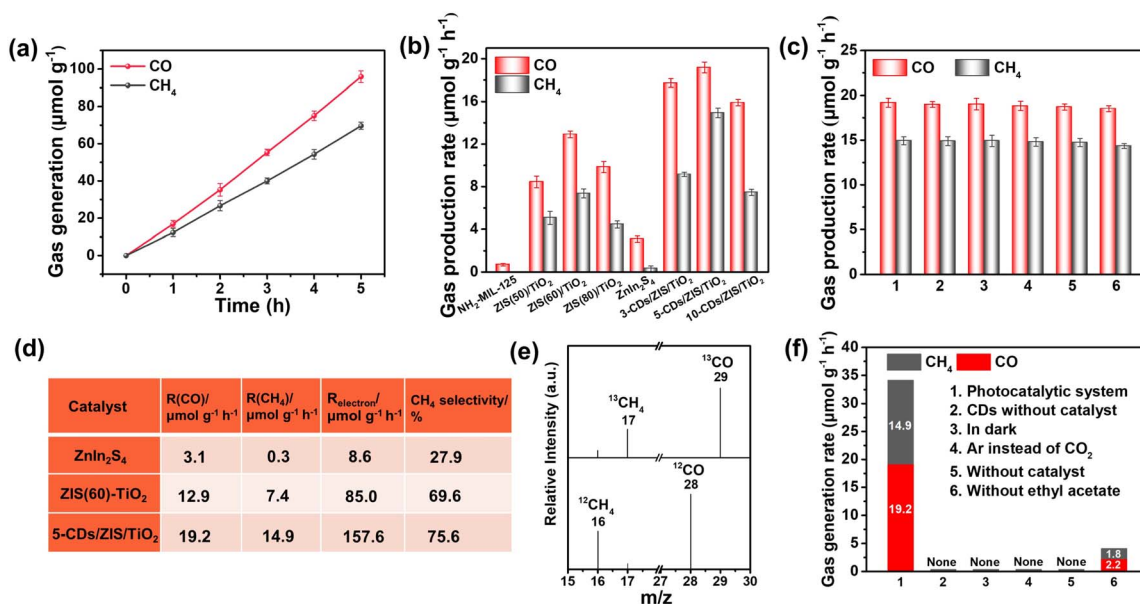 (a)
Gas generation (μmol g⁻¹)
100
80
60
40
20
0
CO
CH₄
0 1 2 3 4 5
Time (h)
(b)
Gas production rate (μmol g⁻¹ h⁻¹)
20
16
12
8
4
0
CO
CH₄
NH₂-MIL-125
ZIS(50)/TiO₂
ZIS(60)/TiO₂
ZIS(80)/TiO₂
ZnIn₂S₄
3-CDs/ZIS/TiO₂
5-CDs/ZIS/TiO₂
10-CDs/ZIS/TiO₂
(c)
Gas production rate (μmol g⁻¹ h⁻¹)
25
20
15
10
5
0
CO CH₄
1 2 3 4 5 6
(d)
Catalyst R(CO)/ μmol g⁻¹ h⁻¹ R(CH₄)/ μmol g⁻¹ h⁻¹ Relectron/ μmol g⁻¹ h⁻¹ CH₄ selectivity/ %
ZnIn₂S₄ 3.1 0.3 8.6 27.9
ZIS(60)-TiO₂ 12.9 7.4 85.0 69.6
5-CDs/ZIS/TiO₂ 19.2 14.9 157.6 75.6
(e)
Relative Intensity (a.u.)
¹³CO
29
¹³CH₄
17
¹²CO
28
¹²CH₄
16
15 16 17 27 28 29 30
m/z
(f)
Gas generation rate (μmol g⁻¹ h⁻¹)
40
35
30
25
20
15
10
5
0
CH₄ CO
1. Photocatalytic system
2. CDs without catalyst
3. In dark
4. Ar instead of CO₂
5. Without catalyst
6. Without ethyl acetate
14.9
19.2
None None None None
1.8
2.2
1 2 3 4 5 6